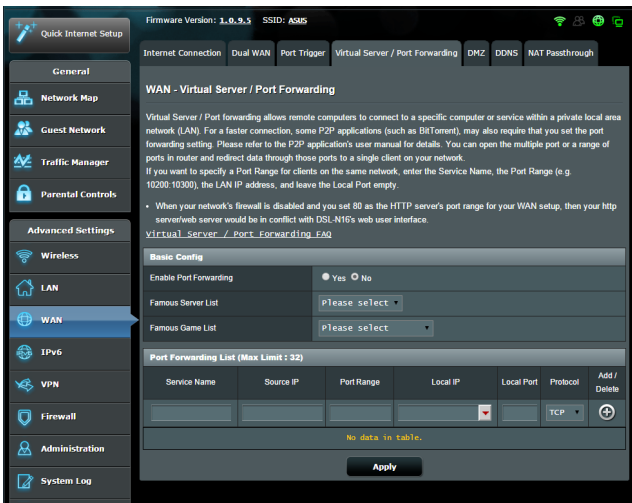 Quick Internet Setup
Firmware Version: 1.0.9.5 SSID: ASUS
Internet Connection Dual WAN Port Trigger Virtual Server / Port Forwarding DMZ DDNS NAT Passthrough
General
Network Map
Guest Network
Traffic Manager
Parental Controls
Advanced Settings
Wireless
LAN
WAN
IPv6
VPN
Firewall
Administration
System Log
WAN - Virtual Server / Port Forwarding
Virtual Server / Port forwarding allows remote computers to connect to a specific computer or service within a private local area
network (LAN). For a faster connection, some P2P applications (such as BitTorrent), may also require that you set the port
forwarding setting. Please refer to the P2P application's user manual for details. You can open the multiple port or a range of
ports in router and redirect data through those ports to a single client on your network.
If you want to specify a Port Range for clients on the same network, enter the Service Name, the Port Range (e.g.
10200:10300), the LAN IP address, and leave the Local Port empty.
• When your network's firewall is disabled and you set 80 as the HTTP server's port range for your WAN setup, then your http
server/web server would be in conflict with DSL-N16's web user interface.
Virtual Server / Port Forwarding FAQ
Basic Config
Enable Port Forwarding Yes No
Famous Server List Please select
Famous Game List Please select
Port Forwarding List (Max Limit : 32)
Service Name Source IP Port Range Local IP Local Port Protocol Add / Delete
TCP
No data in table.
Apply